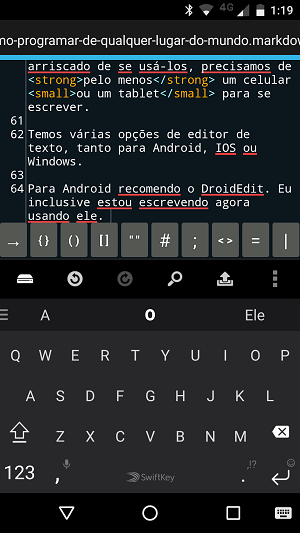 4G 1:19
mo-programar-de-qualquer-lugar-do-mundo.markdov
arriscado de se usá-los, precisamos de
<strong>pelo menos</strong> um celular
<small>ou um tablet</small> para se
escrever.
61
62 Temos várias opções de editor de
texto, tanto para Android, IOS ou
Windows.
63
64 Para Android recomendo o DroidEdit. Eu
inclusive estou escrevendo agora
usando ele.
→ {} () [] "" # ; <> = |
A O Ele
Q W E R T Y U I O P
A S D F G H J K L
Z X C V B N M
123 , SwiftKey . ,!?